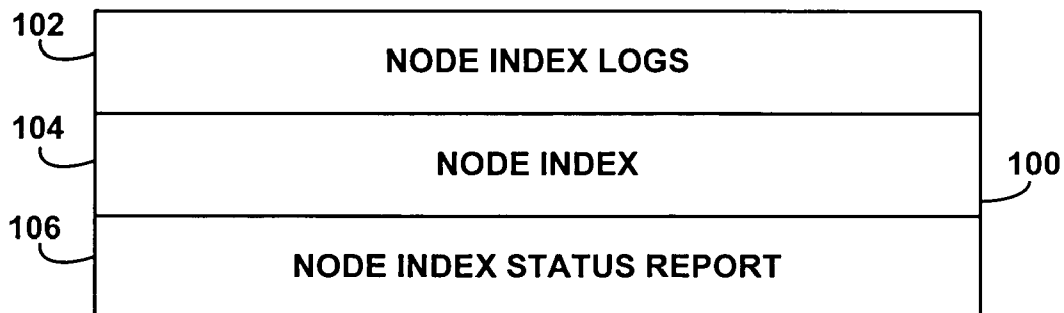 102
NODE INDEX LOGS
104
NODE INDEX
100
106
NODE INDEX STATUS REPORT